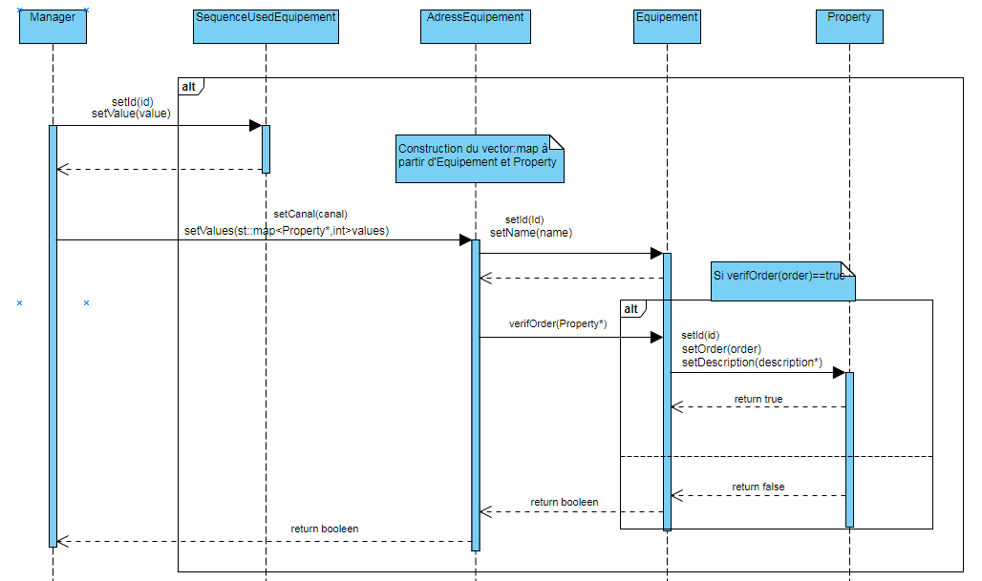 Manager
SequenceUsedEquipement
AdressEquipement
Equipement
Property
alt
setId(id)
setValue(value)
Construction du vector:map à
partir d'Equipement et Property
setCanal(canal)
setValues(st::map<Property*,int>values)
setId(Id)
setName(name)
Si verifOrder(order)==true
alt
verifOrder(Property*)
setId(id)
setOrder(order)
setDescription(description*)
return true
return false
return booleen
return booleen